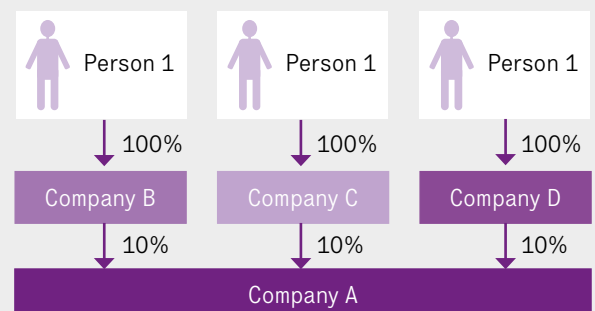 Person 1 Person 1 Person 1
100% 100% 100%
Company B Company C Company D
10% 10% 10%
Company A